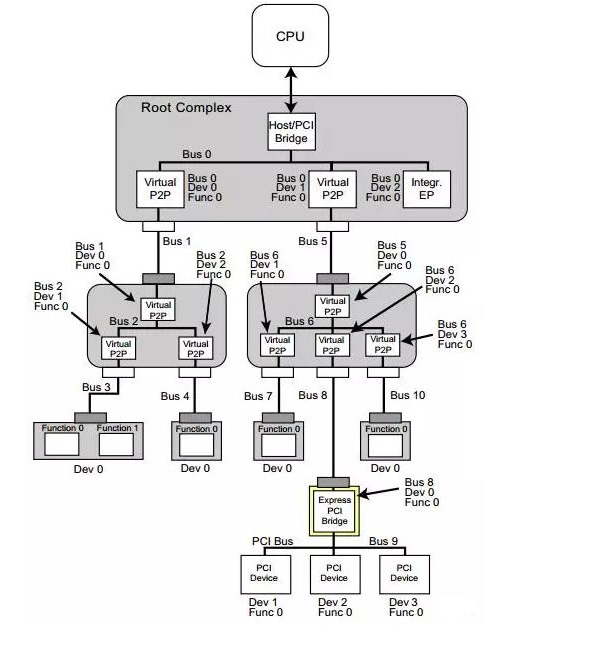 CPU
Root Complex
Host/PCI
Bridge
Bus 0
Virtual
P2P
Bus 0
Dev 0
Func 0
Bus 0
Dev 1
Func 0
Virtual
P2P
Bus 0
Dev 2
Func 0
Integr.
EP
Bus 1
Bus 5
Bus 1
Dev 0
Func 0
Bus 2
Dev 2
Func 0
Bus 6
Dev 1
Func 0
Bus 5
Dev 0
Func 0
Bus 6
Dev 2
Func 0
Bus 2
Dev 1
Func 0
Virtual
P2P
Bus 2
Virtual
P2P
Virtual
P2P
Virtual
P2P
Bus 6
Virtual
P2P
Virtual
P2P
Virtual
P2P
Bus 6
Dev 3
Func 0
Bus 3
Bus 4
Bus 7
Bus 8
Bus 10
Function 0
Function 1
Dev 0
Function 0
Dev 0
Function 0
Dev 0
Function 0
Dev 0
Express
PCI
Bridge
Bus 8
Dev 0
Func 0
PCI Bus
Bus 9
PCI
Device
PCI
Device
PCI
Device
Dev 1
Func 0
Dev 2
Func 0
Dev 3
Func 0